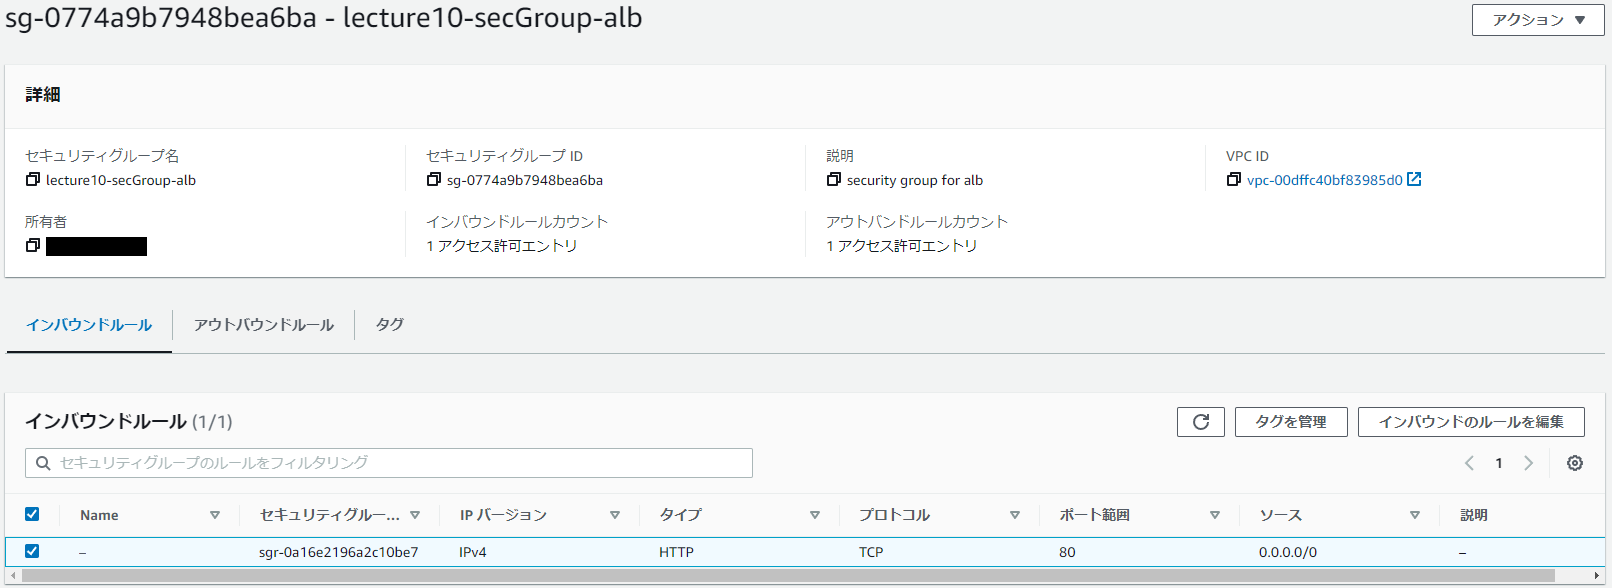 sg-0774a9b7948bea6ba - lecture10-secGroup-alb
アクション
詳細
セキュリティグループ名
lecture10-secGroup-alb
セキュリティグループ ID
sg-0774a9b7948bea6ba
説明
security group for alb
VPC ID
vpc-00dffc40bf83985d0
所有者
インバウンドルールカウント
1 アクセス許可エントリ
アウトバンドルールカウント
1 アクセス許可エントリ
インバウンドルール
アウトバウンドルール
タグ
インバウンドルール (1/1)
タグを管理
インバウンドのルールを編集
セキュリティグループのルールをフィルタリング
1
Name セキュリティグルー... IP バージョン タイプ プロトコル ポート範囲 ソース 説明
– sgr-0a16e2196a2c10be7 IPv4 HTTP TCP 80 0.0.0.0/0 –